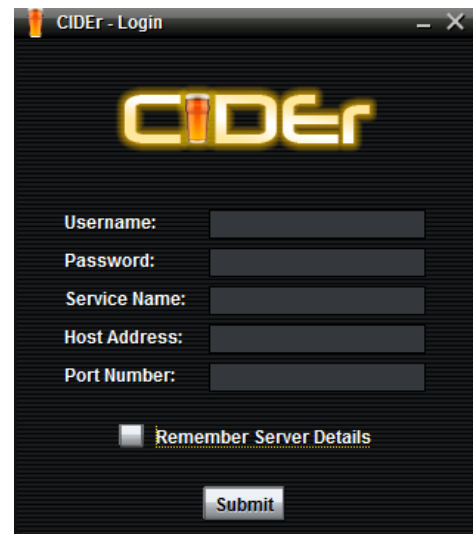 CIDEr - Login
CIDEr
Username:
Password:
Service Name:
Host Address:
Port Number:
Remember Server Details
Submit